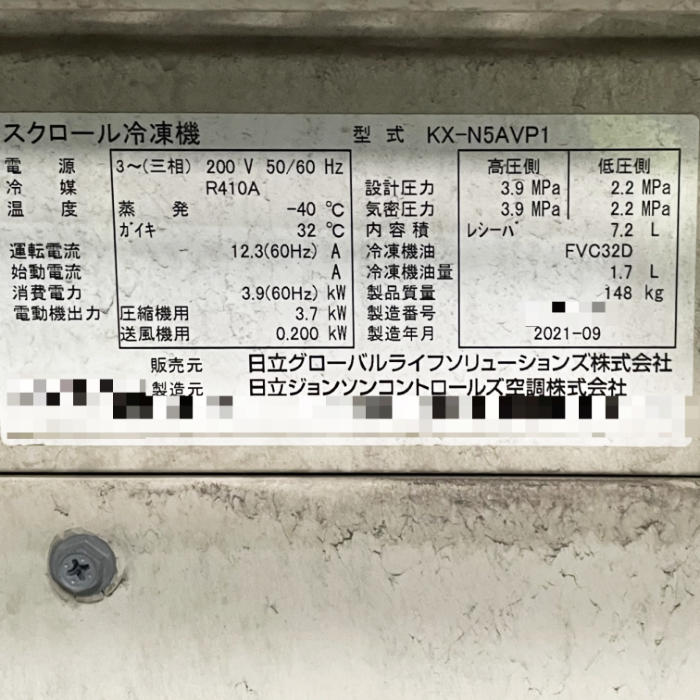 スクロール冷凍機 型式 KX-N5AVP1
電源 3〜(三相) 200 V 50/60 Hz 高圧側 低圧側
冷媒 R410A 設計圧力 3.9 MPa 2.2 MPa
温度 蒸発 -40 ℃ 気密圧力 3.9 MPa 2.2 MPa
ガイキ 32 ℃ 内容積 レシーバ 7.2 L
運転電流 12.3(60Hz) A 冷凍機油 FVC32D
始動電流 A 冷凍機油量 1.7 L
消費電力 3.9(60Hz) kW 製品質量 148 kg
電動機出力 圧縮機用 3.7 kW 製造番号
送風機用 0.200 kW 製造年月 2021-09
販売元 日立グローバルライフソリューションズ株式会社
製造元 日立ジョンソンコントロールズ空調株式会社